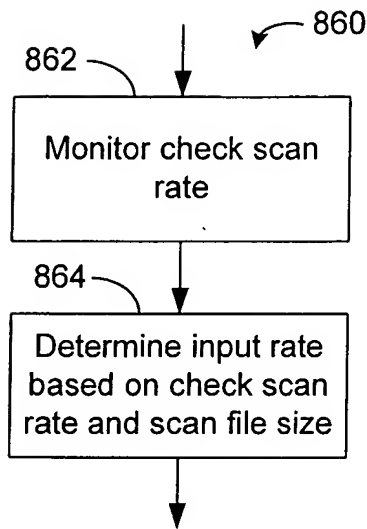 860
862
Monitor check scan
rate
864
Determine input rate
based on check scan
rate and scan file size